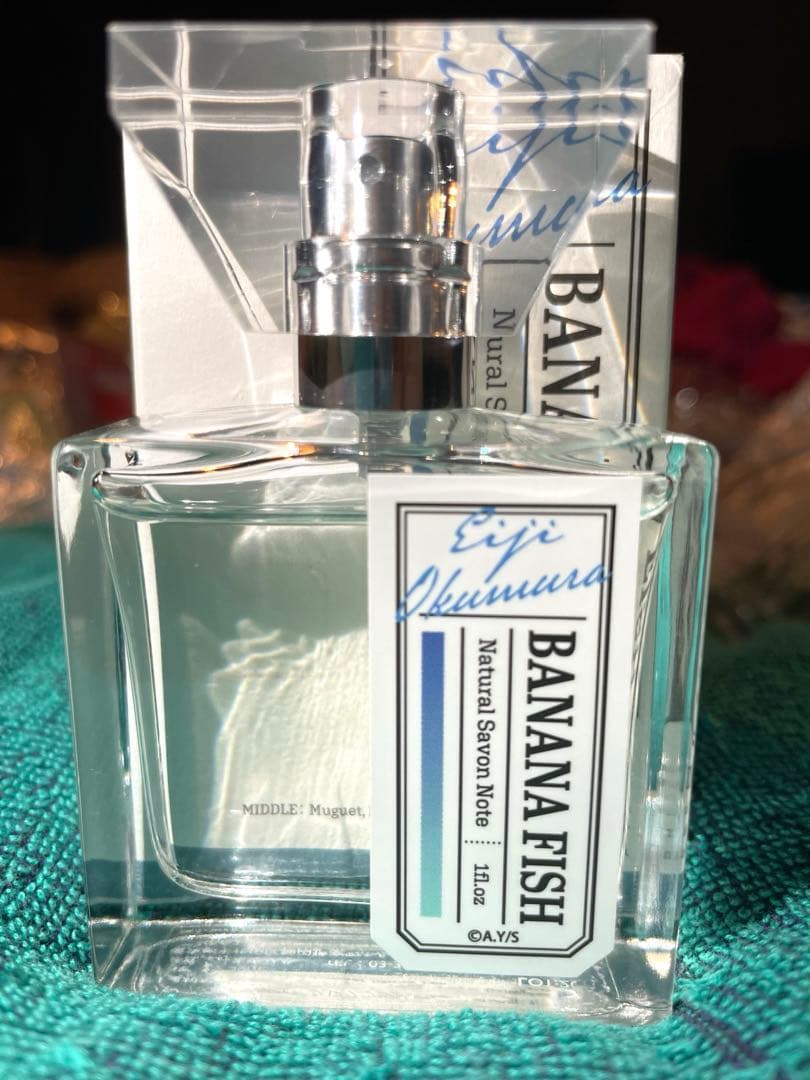 BANA
Natural S
Eiji
Okumura
BANANA FISH
Natural Savon Note
1fl.oz
©A.Y/S
MIDDLE: Muguet,